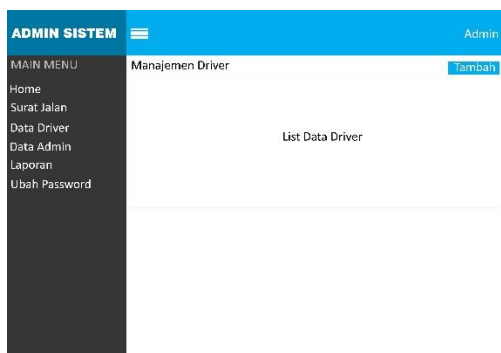 ADMIN SISTEM
Admin
MAIN MENU
Home
Surat Jalan
Data Driver
Data Admin
Laporan
Ubah Password
Manajemen Driver
Tambah
List Data Driver